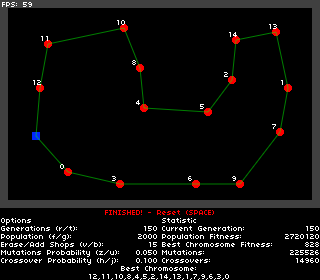 FPS: 59
10
11
14
13
8
2
1
12
4
5
7
0
3
6
9
FINISHED! - Reset (SPACE)
Options Statistic
Generations (r/t): 150 Current Generation: 150
Population (f/g): 2000 Population Fitness: 2720120
Erase/Add Shops (v/b): 15 Best Chromosome Fitness: 828
Mutations Probability (z/u): 0.050 Mutations: 225526
Crossover Probability (h/j): 0.100 Crossovers: 14960
Best Chromosome:
12,11,10,8,4,5,2,14,13,1,7,9,6,3,0